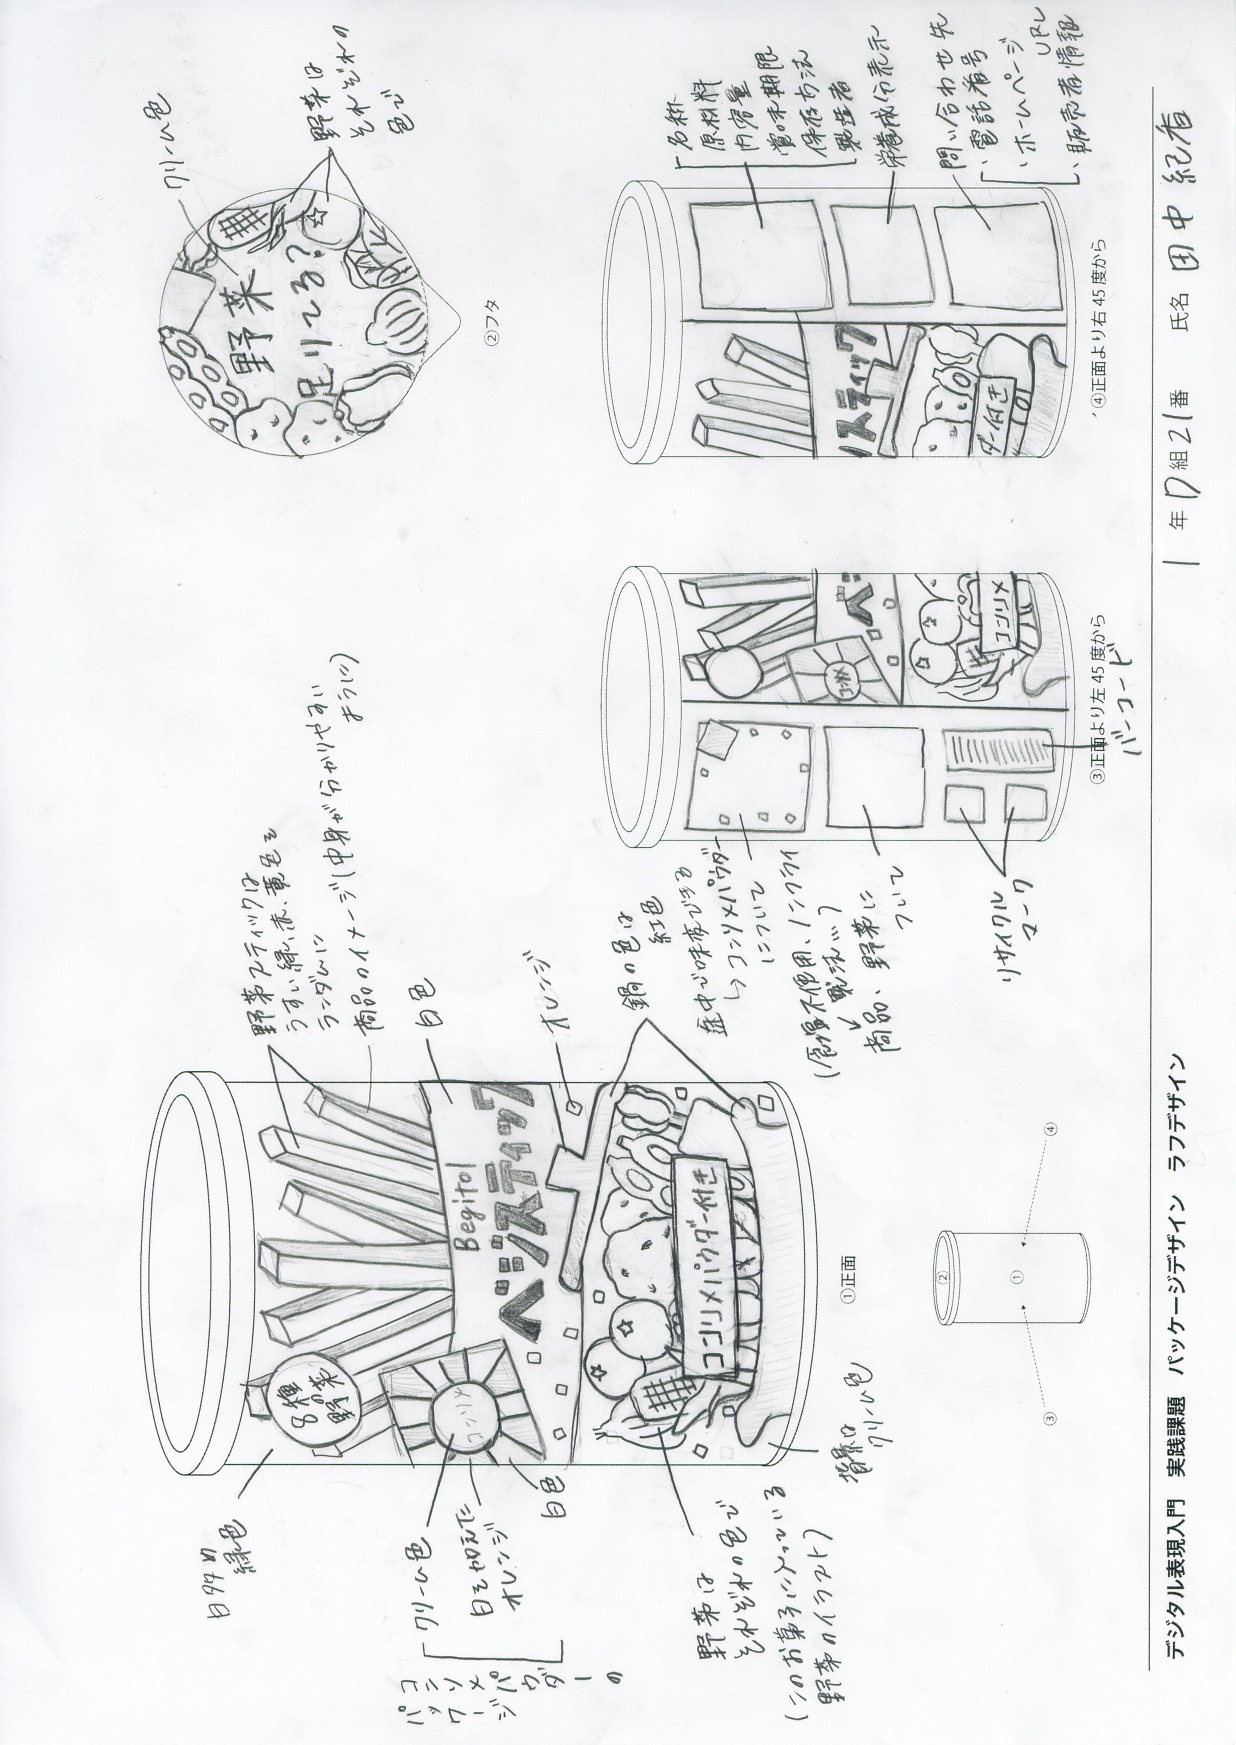 白多め
緑色
8種
の
野菜
野菜スティックは
うすい緑、赤、黄色を
ランダムに
商品のイメージ(中身が分かりやすい
ように)
コンソメパウダーの
パッケージ
クリーム色
白を加えた
オレンジ
白色
コンソメ
白色
Begitol
ベジスティック
オレンジ
鍋の色は
紅色
コンソメパウダー付き
野菜は
それぞれの色で
(このお菓子に入っている
野菜のイラスト)
背景は
クリーム色
①正面
クリーム色
野菜
足りてる?
野菜は
それぞれの
色で
②フタ
途中で味変できる
↳コンソメパウダー
について
(食塩不使用、ノンフライ
製法…)
商品、野菜に
ついて
リサイクル
マーク
コンソメ
ベジ
コンソメ
③正面より左 45 度から
バーコード
スティック
ダー付き
名称
原材料
内容量
賞味期限
保存方法
製造者
栄養成分表示
問い合わせ先
・電話番号
・ホームページ
URL
・販売者情報
④正面より右 45 度から
②
①
③
④
デジタル表現入門 実践課題 パッケージデザイン ラフデザイン
1 年 D 組 21 番 氏名 田中 紀香